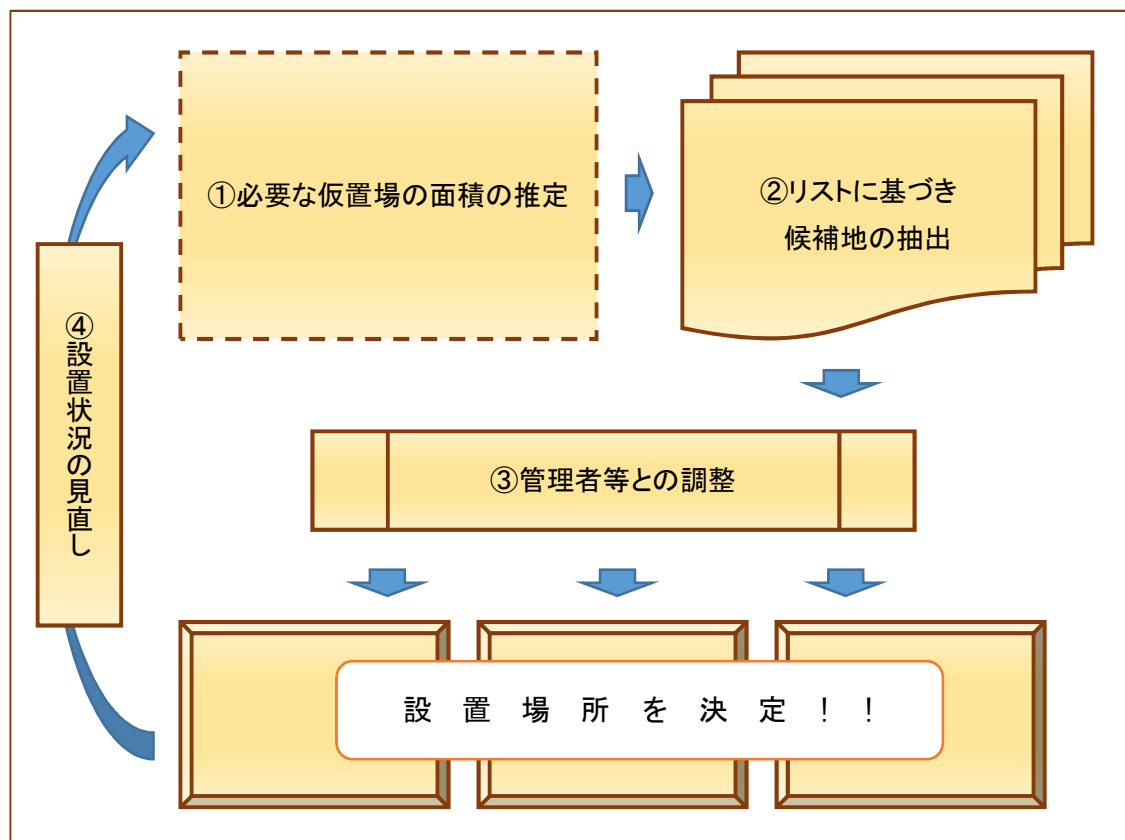 ①必要な仮置場の面積の推定
②リストに基づき
候補地の抽出
③管理者等との調整
設置場所を決定！！
④設置状況の見直し